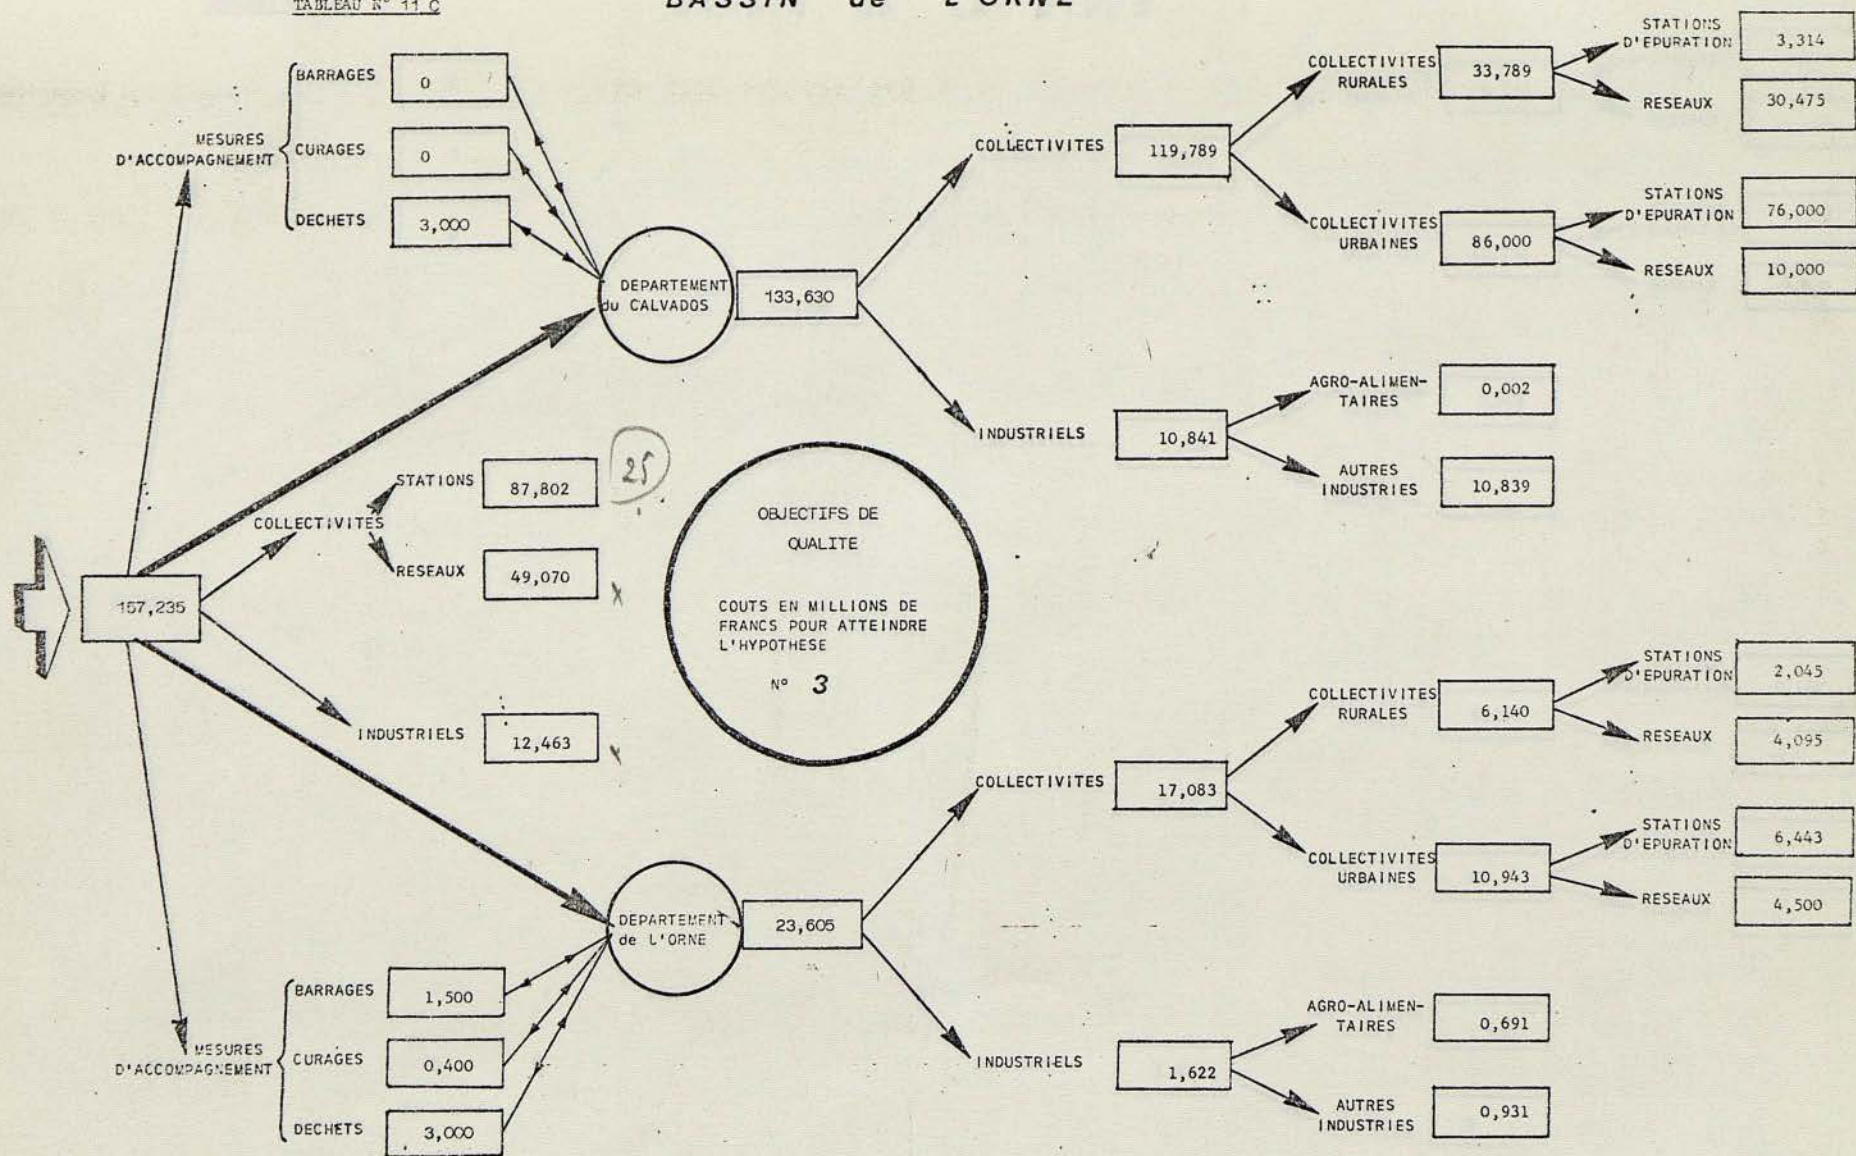 TABLEAU N° 11 C
BASSIN de L'ORNE
MESURES
D'ACCOMPAGNEMENT
BARRAGES
0
CURAGES
0
DECHETS
3,000
DEPARTEMENT
du CALVADOS
133,630
COLLECTIVITES
119,789
COLLECTIVITES
RURALES
33,789
STATIONS
D'EPURATION
3,314
RESEAUX
30,475
COLLECTIVITES
URBAINES
86,000
STATIONS
D'EPURATION
76,000
RESEAUX
10,000
INDUSTRIELS
10,841
AGRO-ALIMEN-
TAIRES
0,002
AUTRES
INDUSTRIES
10,839
157,235
COLLECTIVITES
STATIONS
87,802
25
RESEAUX
49,070
x
INDUSTRIELS
12,463
x
OBJECTIFS DE
QUALITE
COUTS EN MILLIONS DE
FRANCS POUR ATTEINDRE
L'HYPOTHESE
N° 3
DEPARTEMENT
de L'ORNE
23,605
COLLECTIVITES
17,083
COLLECTIVITES
RURALES
6,140
STATIONS
D'EPURATION
2,045
RESEAUX
4,095
COLLECTIVITES
URBAINES
10,943
STATIONS
D'EPURATION
6,443
RESEAUX
4,500
INDUSTRIELS
1,622
AGRO-ALIMEN-
TAIRES
0,691
AUTRES
INDUSTRIES
0,931
MESURES
D'ACCOMPAGNEMENT
BARRAGES
1,500
CURAGES
0,400
DECHETS
3,000